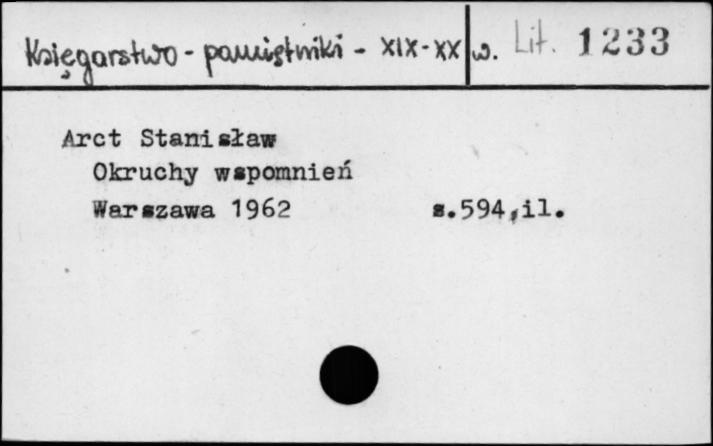 Księgarstwo - pamiętniki - XIX-XX w. Lit. 1233
Arct Stanisław
Okruchy wspomnień
Warszawa 1962 s.594,il.